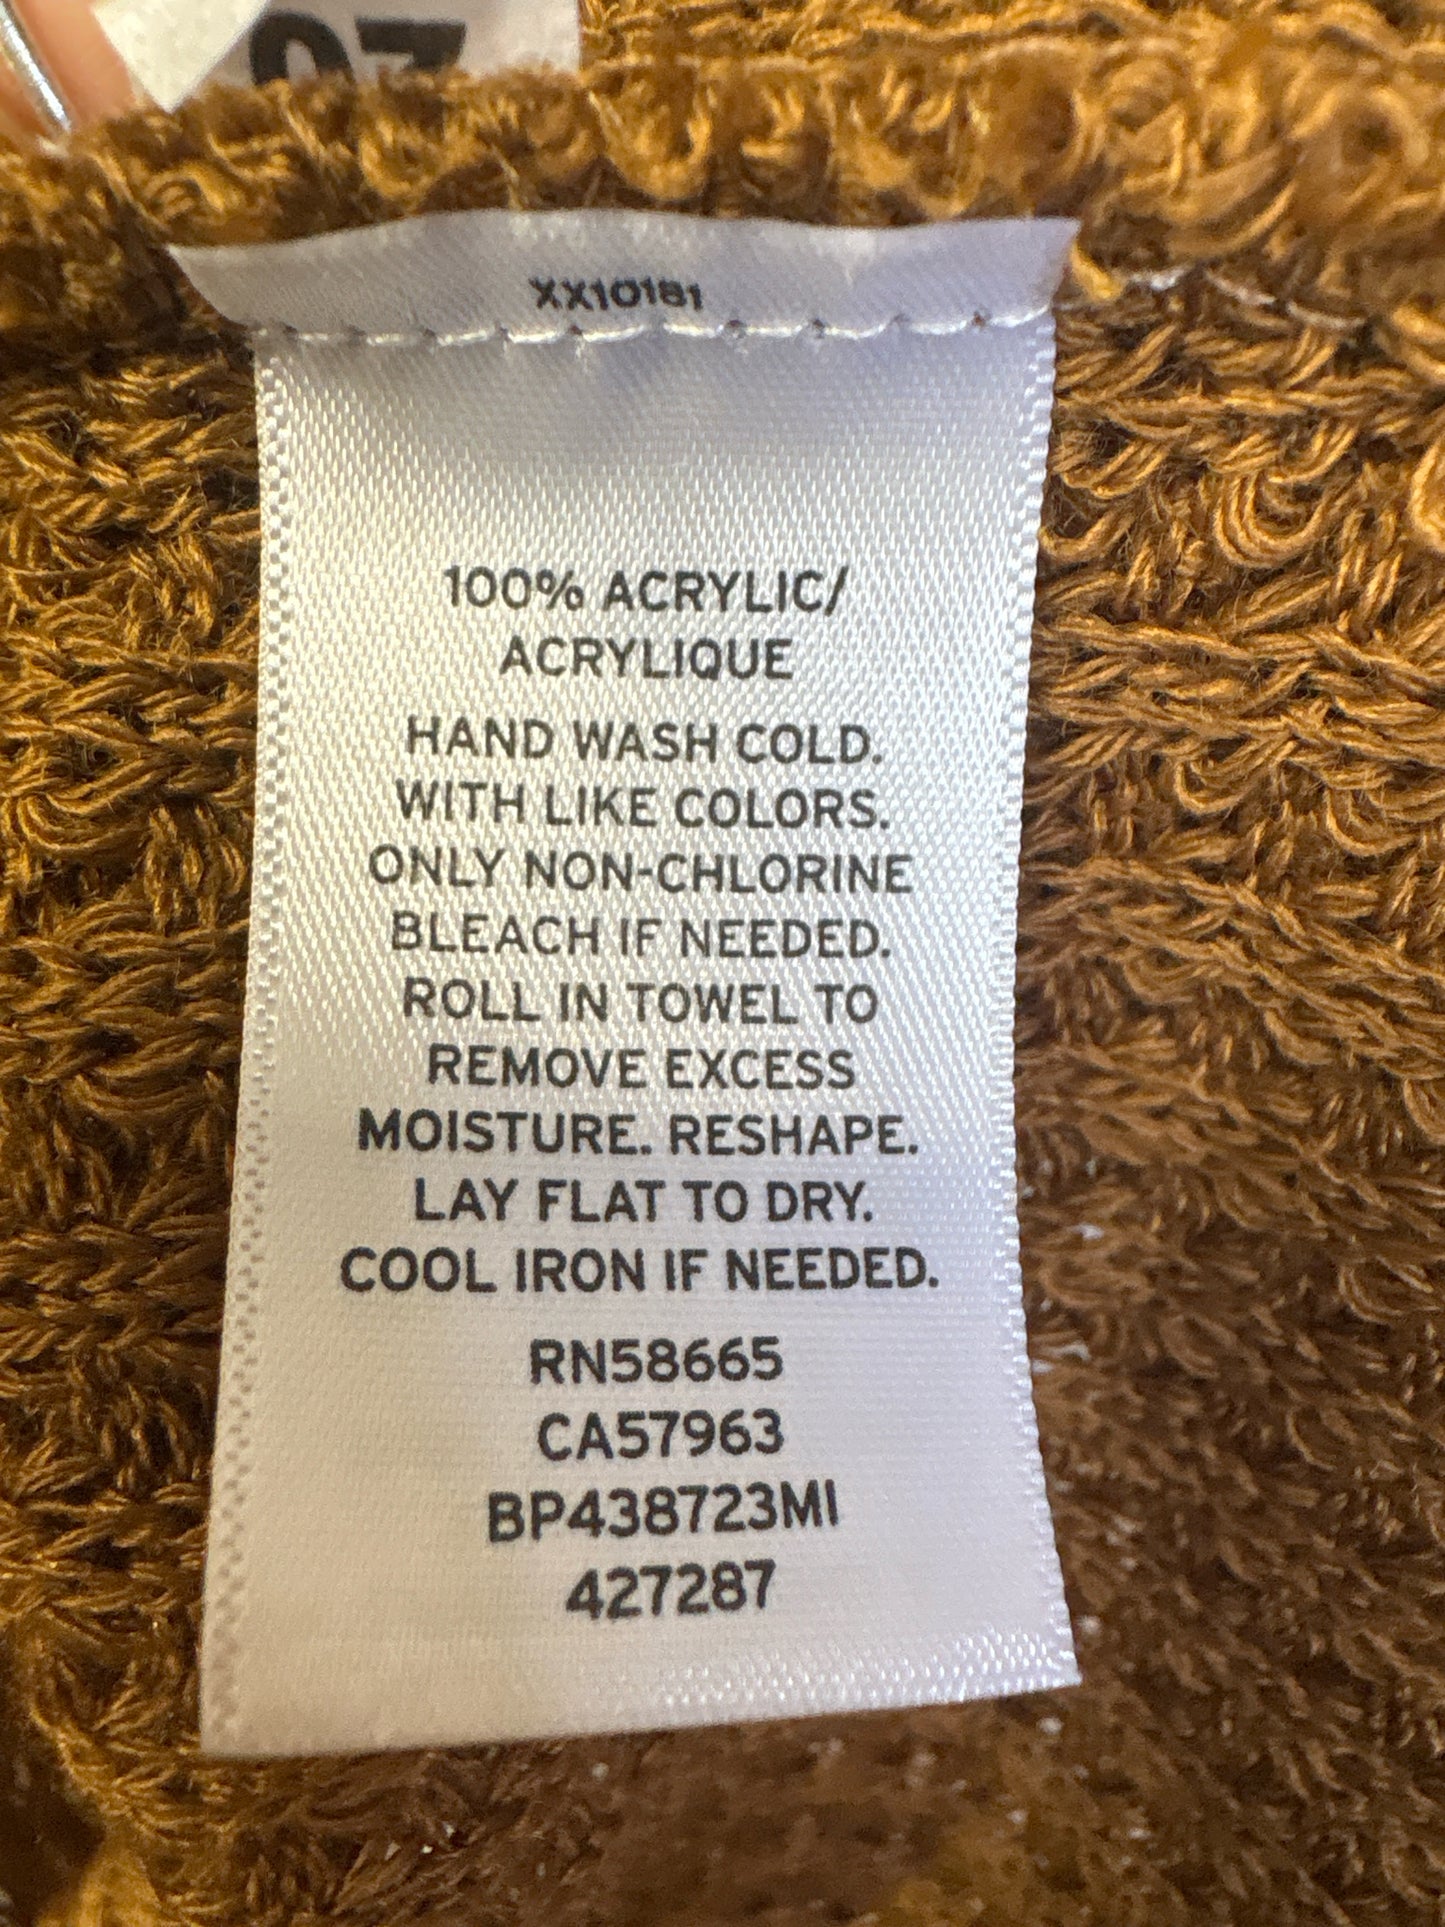 XX10181
100% ACRYLIC/
ACRYLIQUE
HAND WASH COLD.
WITH LIKE COLORS.
ONLY NON-CHLORINE
BLEACH IF NEEDED.
ROLL IN TOWEL TO
REMOVE EXCESS
MOISTURE. RESHAPE.
LAY FLAT TO DRY.
COOL IRON IF NEEDED.
RN58665
CA57963
BP438723MI
427287